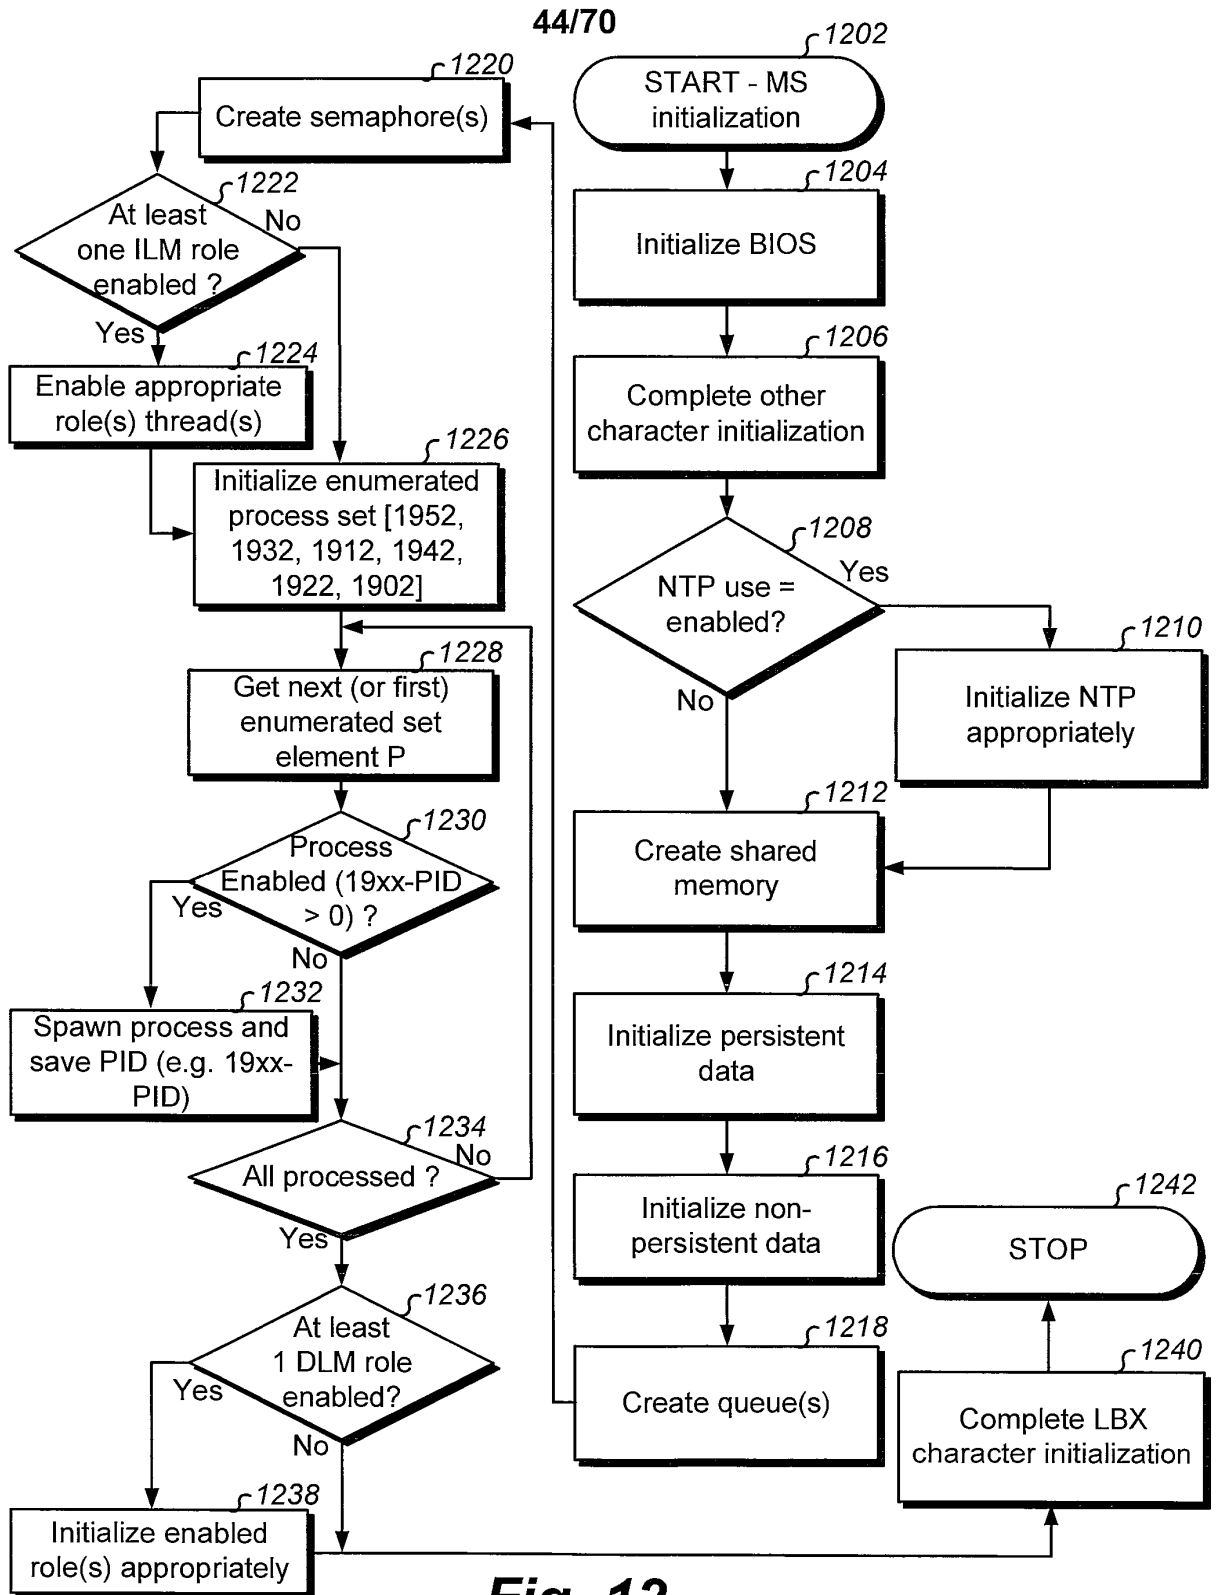 44/70
1202
START - MS
initialization
1204
Initialize BIOS
1206
Complete other
character initialization
1208
NTP use =
enabled?
Yes
No
1210
Initialize NTP
appropriately
1212
Create shared
memory
1214
Initialize persistent
data
1216
Initialize non-
persistent data
1218
Create queue(s)
1220
Create semaphore(s)
1222
At least
one ILM role
enabled ?
No
Yes
1224
Enable appropriate
role(s) thread(s)
1226
Initialize enumerated
process set [1952,
1932, 1912, 1942,
1922, 1902]
1228
Get next (or first)
enumerated set
element P
1230
Process
Enabled (19xx-PID
> 0) ?
Yes
No
1232
Spawn process and
save PID (e.g. 19xx-
PID)
1234
All processed ?
No
Yes
1236
At least
1 DLM role
enabled?
Yes
No
1238
Initialize enabled
role(s) appropriately
1240
Complete LBX
character initialization
1242
STOP
Fig. 12